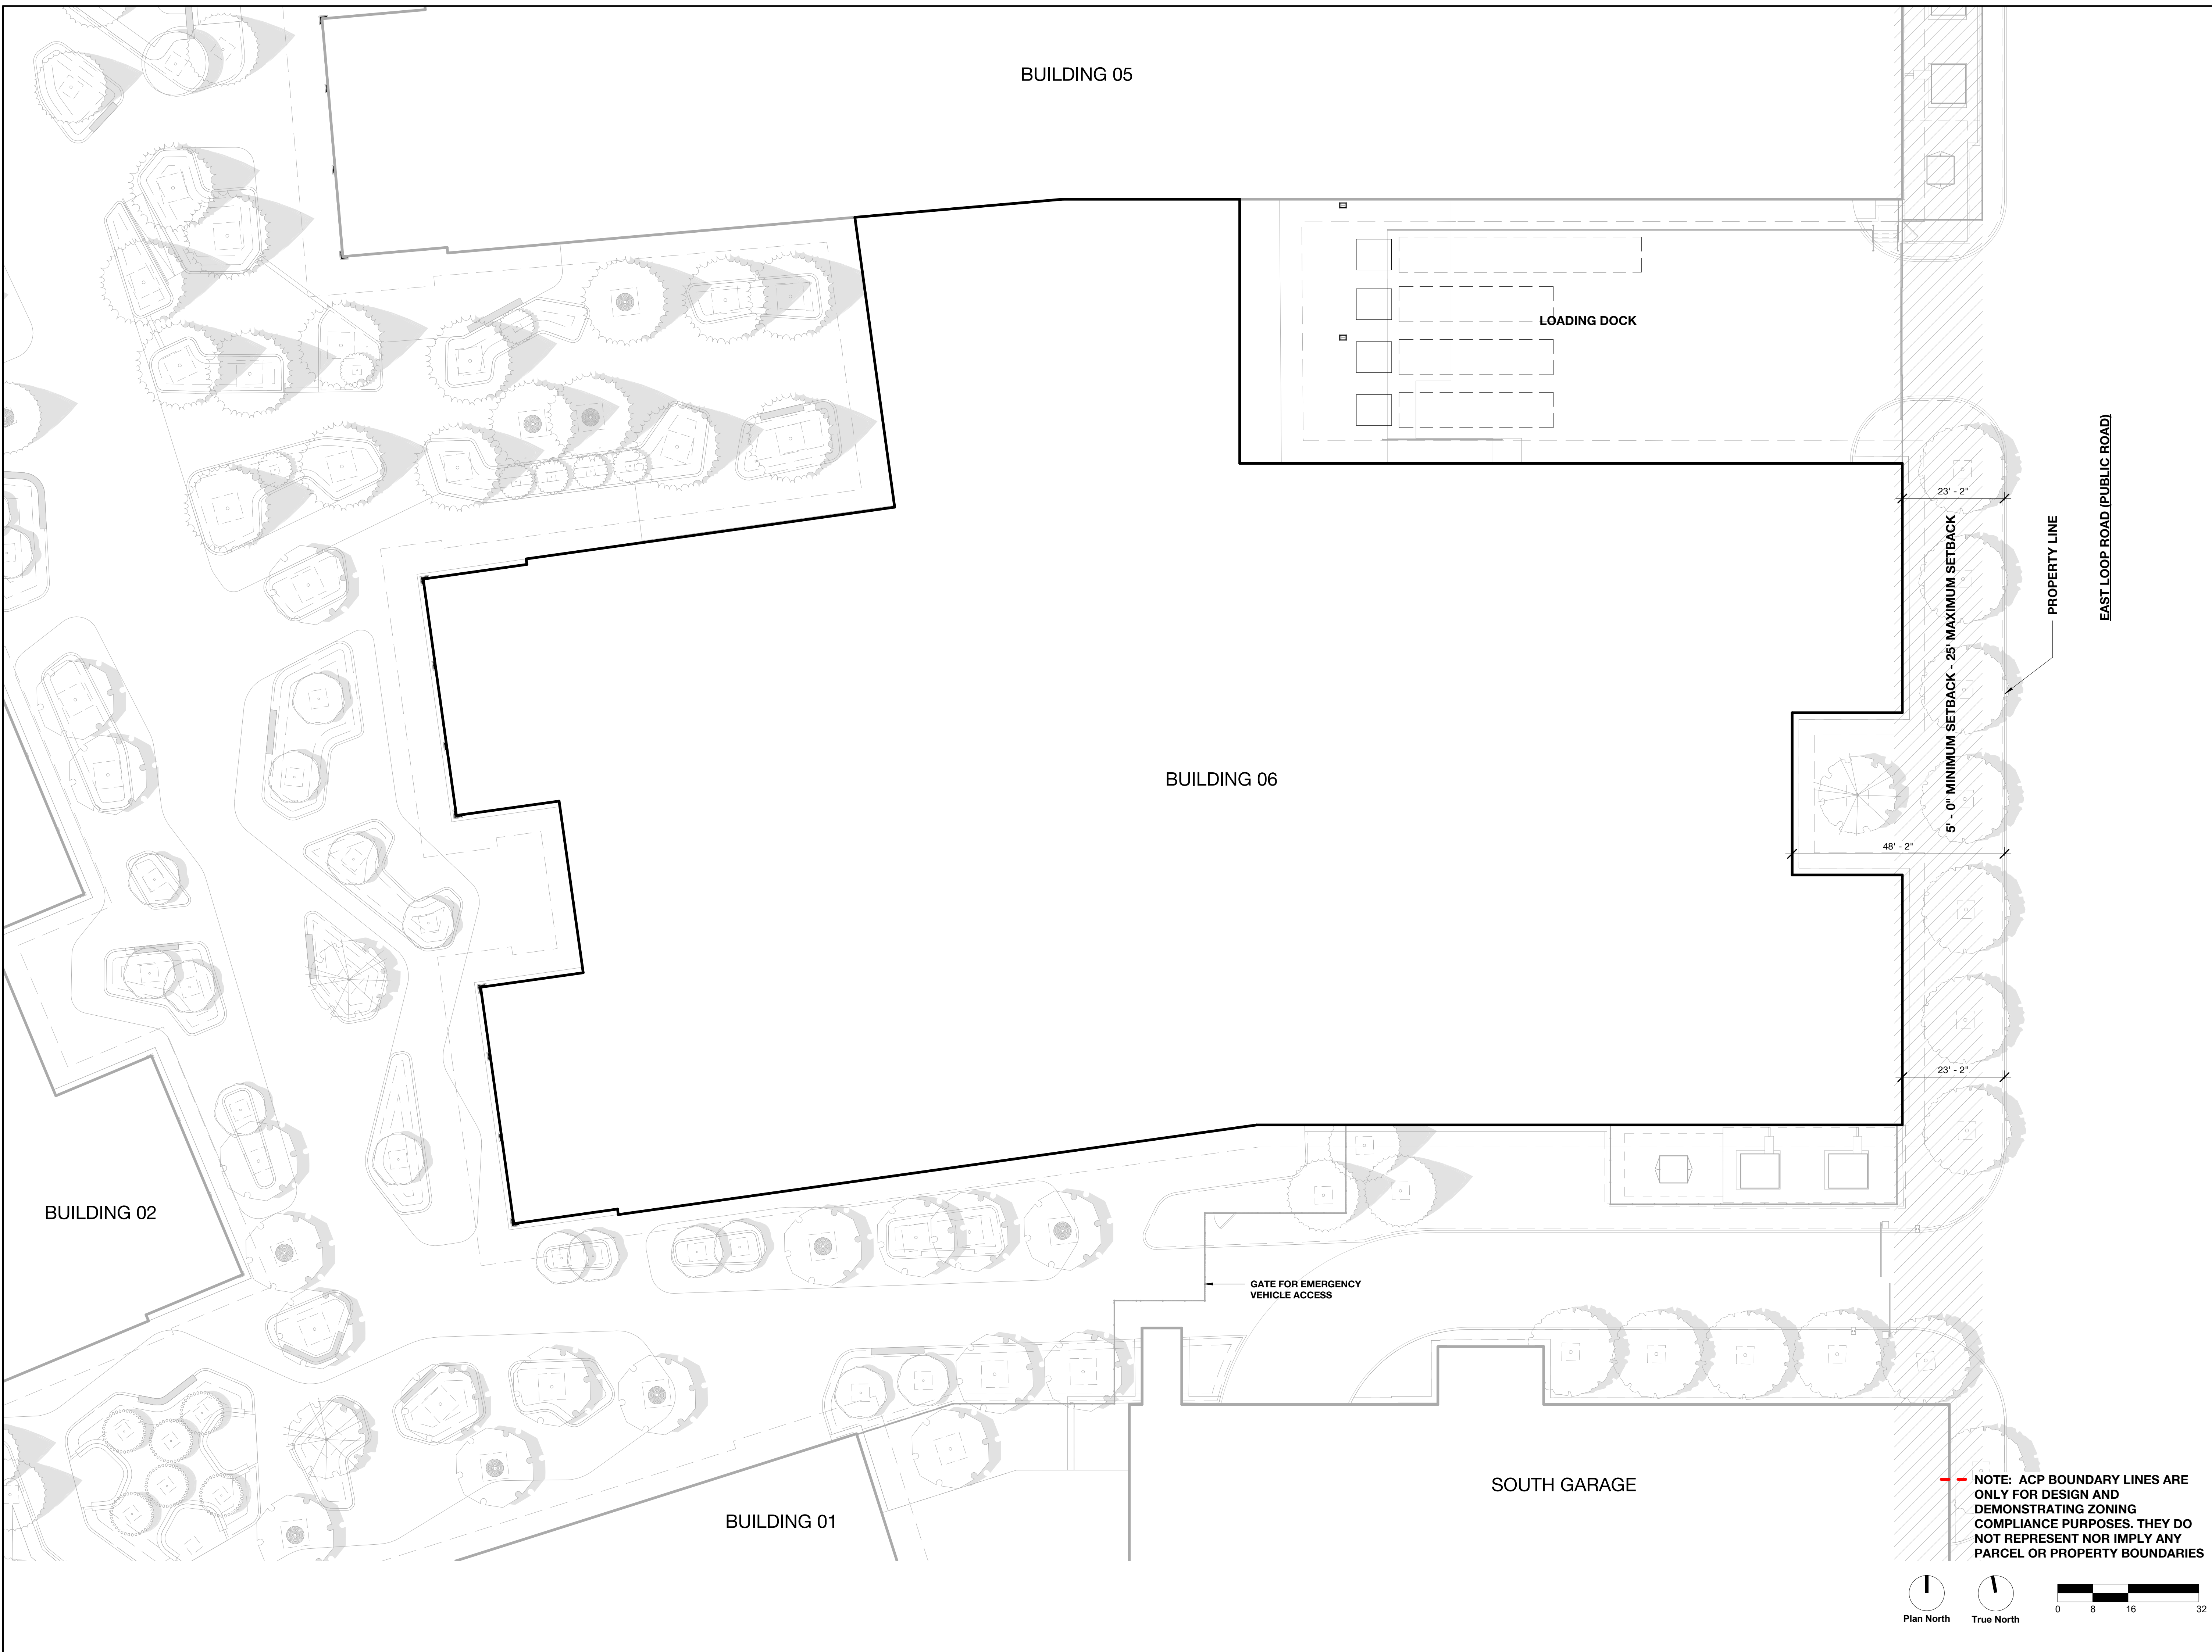 BUILDING 05
LOADING DOCK
23' - 2"
5' - 0" MINIMUM SETBACK - 25' MAXIMUM SETBACK
PROPERTY LINE
EAST LOOP ROAD (PUBLIC ROAD)
BUILDING 06
48' - 2"
23' - 2"
BUILDING 02
GATE FOR EMERGENCY
VEHICLE ACCESS
SOUTH GARAGE
BUILDING 01
NOTE: ACP BOUNDARY LINES ARE
ONLY FOR DESIGN AND
DEMONSTRATING ZONING
COMPLIANCE PURPOSES. THEY DO
NOT REPRESENT NOR IMPLY ANY
PARCEL OR PROPERTY BOUNDARIES
Plan North
True North
0 8 16 32